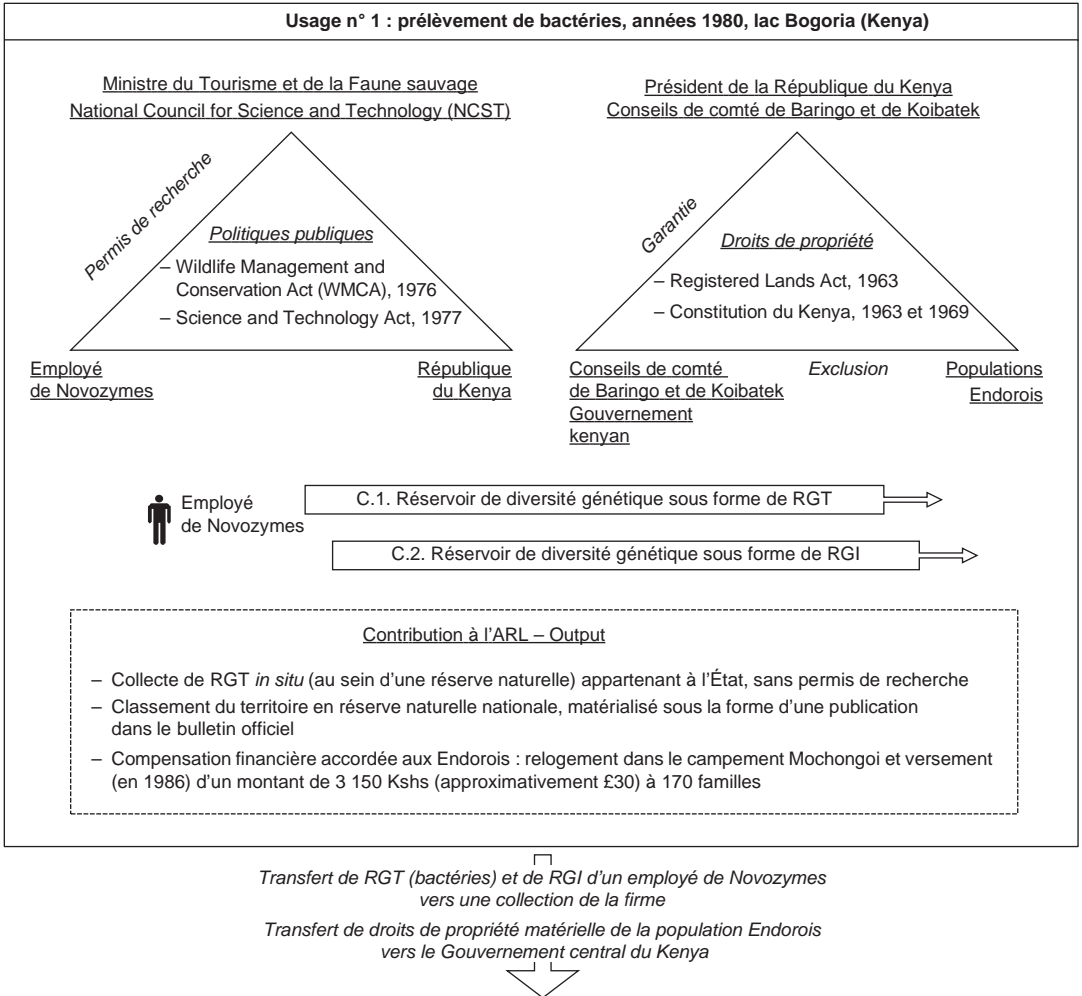 Usage n° 1 : prélèvement de bactéries, années 1980, lac Bogoria (Kenya)
Ministre du Tourisme et de la Faune sauvage
National Council for Science and Technology (NCST)
Permis de recherche
Politiques publiques
– Wildlife Management and
Conservation Act (WMCA), 1976
– Science and Technology Act, 1977
Employé
de Novozymes
République
du Kenya
Président de la République du Kenya
Conseils de comté de Baringo et de Koibatek
Garantie
Droits de propriété
– Registered Lands Act, 1963
– Constitution du Kenya, 1963 et 1969
Conseils de comté
de Baringo et de Koibatek
Gouvernement
kenyan
Exclusion
Populations
Endorois
Employé
de Novozymes
C.1. Réservoir de diversité génétique sous forme de RGT
C.2. Réservoir de diversité génétique sous forme de RGI
Contribution à l'ARL – Output
– Collecte de RGT in situ (au sein d'une réserve naturelle) appartenant à l'État, sans permis de recherche
– Classement du territoire en réserve naturelle nationale, matérialisé sous la forme d'une publication
dans le bulletin officiel
– Compensation financière accordée aux Endorois : relogement dans le campement Mochongoi et versement
(en 1986) d'un montant de 3 150 Kshs (approximativement £30) à 170 familles
Transfert de RGT (bactéries) et de RGI d'un employé de Novozymes
vers une collection de la firme
Transfert de droits de propriété matérielle de la population Endorois
vers le Gouvernement central du Kenya